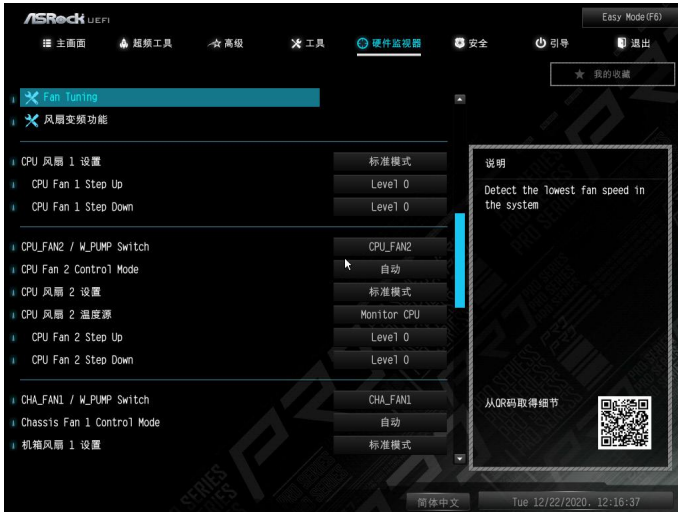 ASRock UEFI
Easy Mode(F6)
主画面 超频工具 高级 工具 硬件监视器 安全 引导 退出
我的收藏
Fan Tuning
风扇变频功能
CPU 风扇 1 设置 标准模式
CPU Fan 1 Step Up Level 0
CPU Fan 1 Step Down Level 0
CPU_FAN2 / W_PUMP Switch CPU_FAN2
CPU Fan 2 Control Mode 自动
CPU 风扇 2 设置 标准模式
CPU 风扇 2 温度源 Monitor CPU
CPU Fan 2 Step Up Level 0
CPU Fan 2 Step Down Level 0
CHA_FAN1 / W_PUMP Switch CHA_FAN1
Chassis Fan 1 Control Mode 自动
机箱风扇 1 设置 标准模式
说明
Detect the lowest fan speed in
the system
从QR码取得细节
简体中文
Tue 12/22/2020. 12:16:37